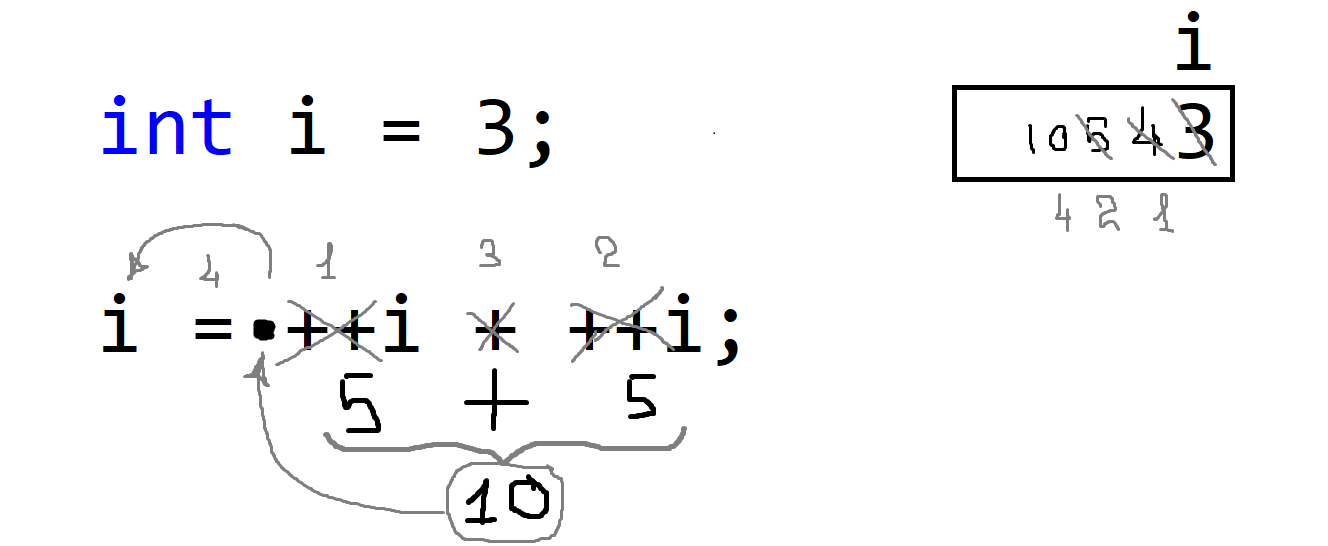 i
int i = 3;
10 5 4 3
4 2 1
4 1 3 2
i = ++i + ++i;
5 + 5
10